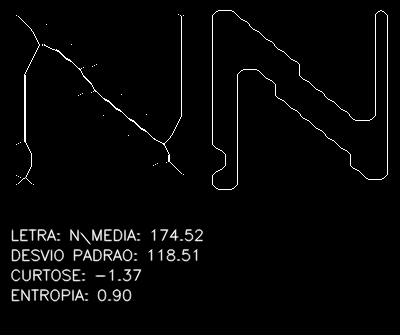 LETRA: N\MEDIA: 174.52
DESVIO PADRAO: 118.51
CURTOSE: -1.37
ENTROPIA: 0.90